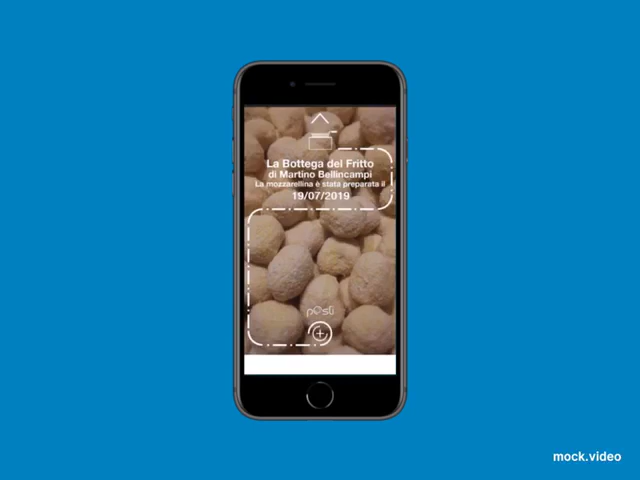 La Bottega del Fritto
di Martino Bellincampi
La mozzarellina è stata preparata il
19/07/2019
posti
mock.video